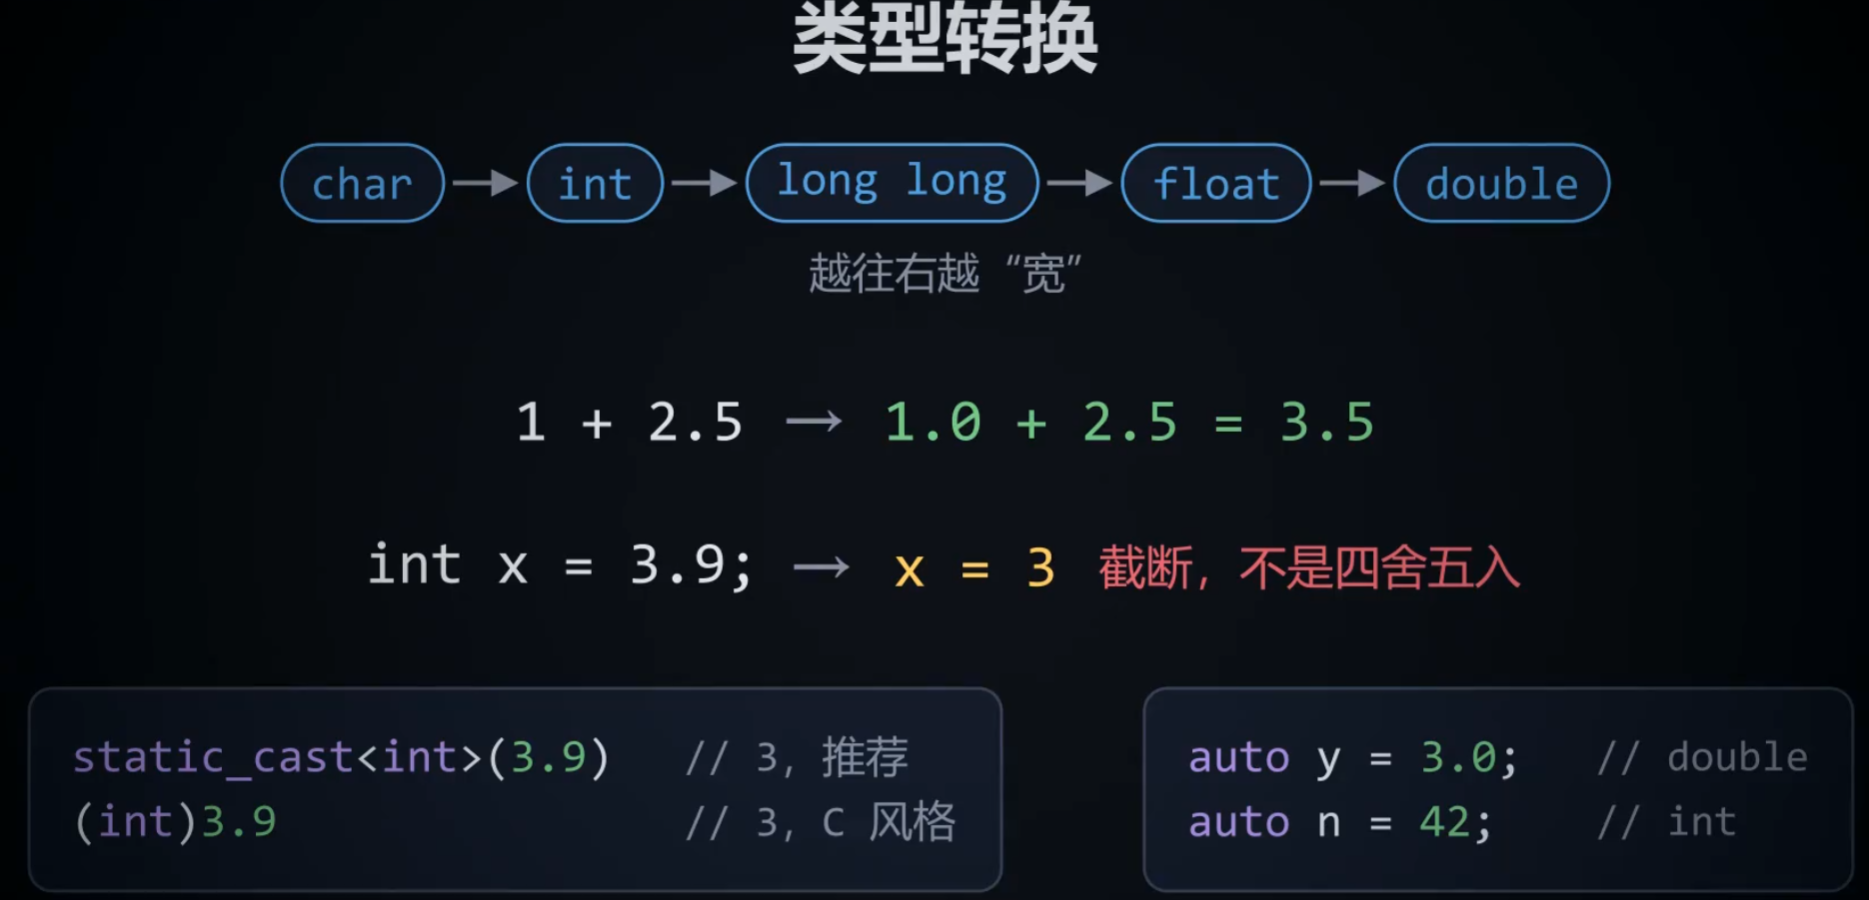 类型转换
char → int → long long → float → double
越往右越“宽”
1 + 2.5 → 1.0 + 2.5 = 3.5
int x = 3.9; → x = 3 截断，不是四舍五入
static_cast<int>(3.9) // 3, 推荐
(int)3.9 // 3, C 风格
auto y = 3.0; // double
auto n = 42; // int